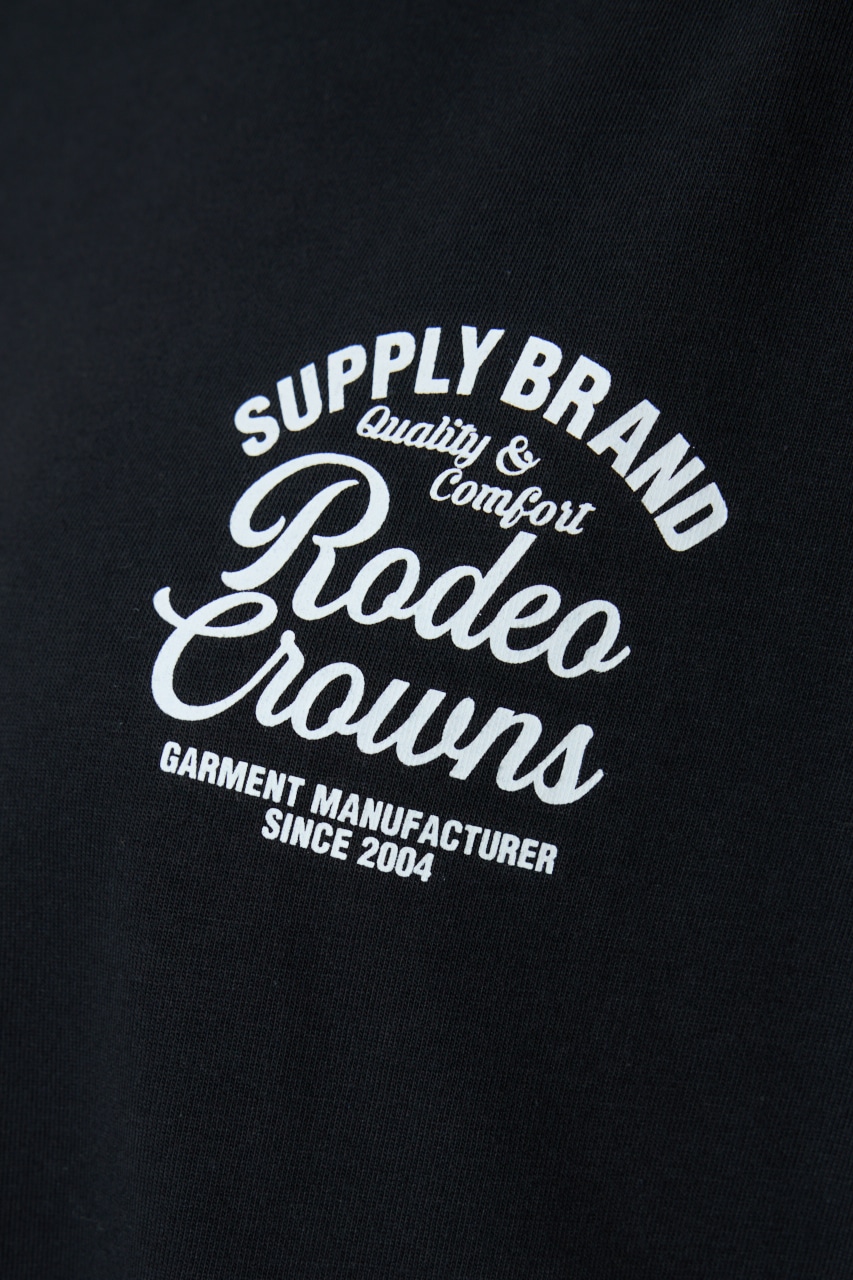 SUPPLY BRAND
Quality &
Comfort
Rodeo
Crowns
GARMENT MANUFACTURER
SINCE 2004